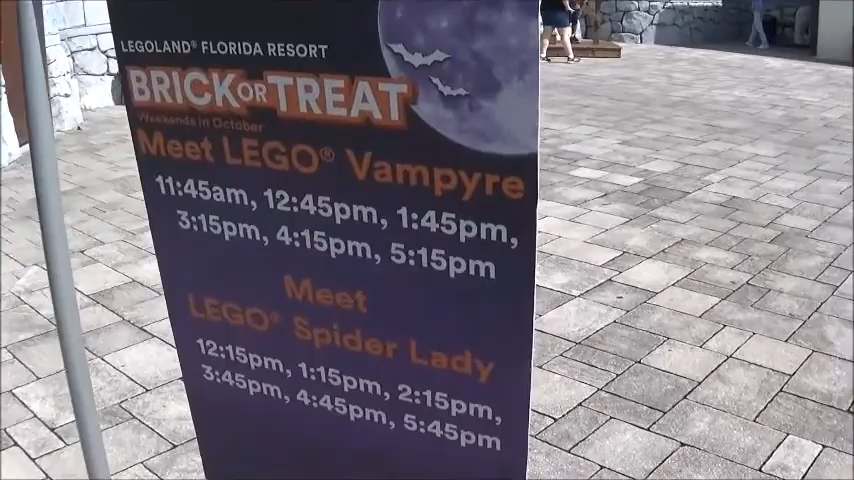 LEGOLAND® FLORIDA RESORT
BRICK OR TREAT
Weekends in October
Meet LEGO® Vampyre
11:45am, 12:45pm, 1:45pm,
3:15pm, 4:15pm, 5:15pm
Meet
LEGO® Spider Lady
12:15pm, 1:15pm, 2:15pm,
3:45pm, 4:45pm, 5:45pm